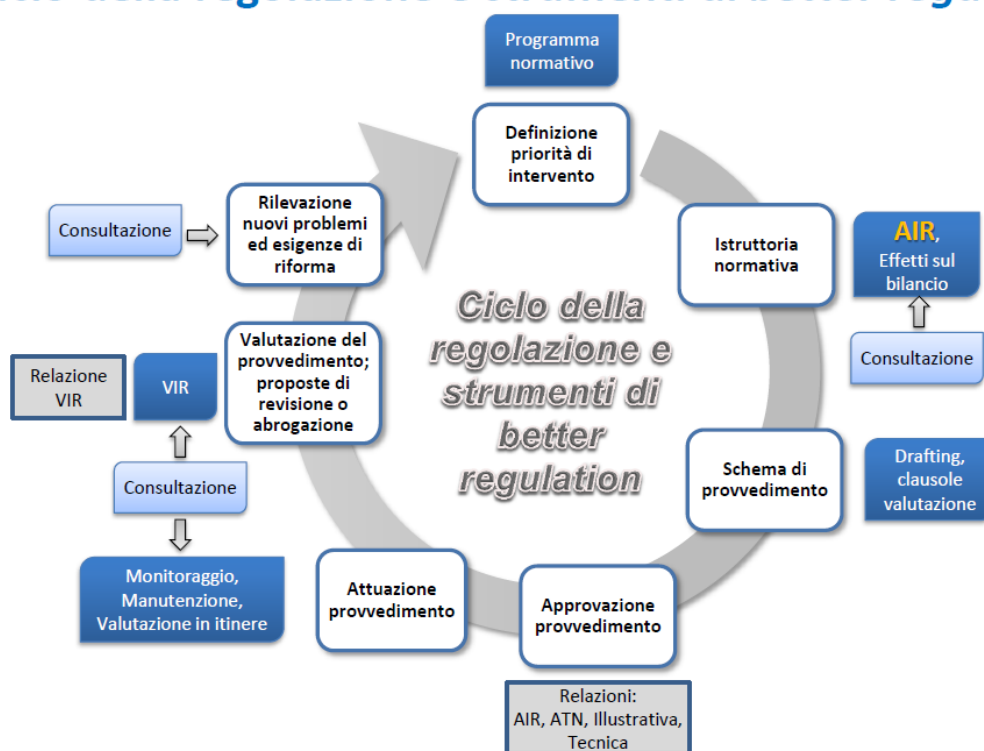 Programma
normativo
Definizione
priorità di
intervento
Rilevazione
nuovi problemi
ed esigenze di
riforma
Consultazione
Istruttoria
normativa
AIR,
Effetti sul
bilancio
Consultazione
Ciclo della
regolazione e
strumenti di
better
regulation
Valutazione del
provvedimento;
proposte di
revisione o
abrogazione
VIR
Relazione
VIR
Consultazione
Schema di
provvedimento
Drafting,
clausole
valutazione
Monitoraggio,
Manutenzione,
Valutazione in itinere
Attuazione
provvedimento
Approvazione
provvedimento
Relazioni:
AIR, ATN, Illustrativa,
Tecnica